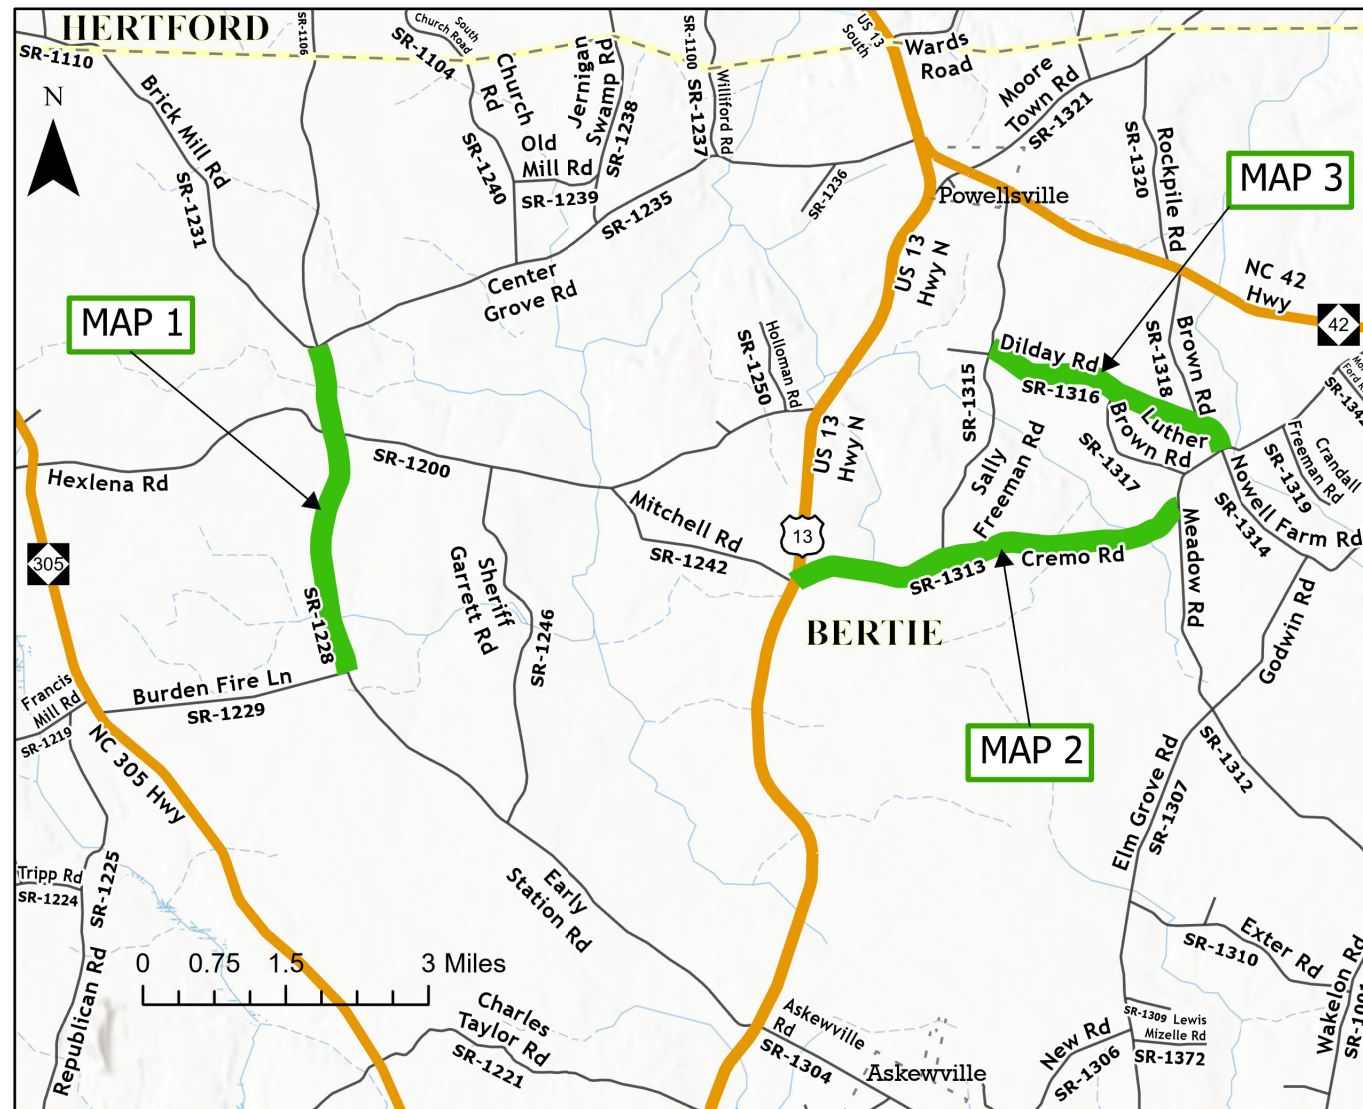 HERTFORD
SR-1110
SR-1106
South
Church Road
SR-1104
Church
Rd
Jernigan
Swamp Rd
SR-1238
SR-1100
Williford Rd
SR-1237
US 13
South
Wards
Road
Moore
Town Rd
SR-1321
N
Brick Mill Rd
SR-1231
SR-1240
Old
Mill Rd
SR-1239
SR-1235
SR-1236
SR-1320
Rockpile Rd
MAP 3
Powellsville
Center
Grove Rd
US 13
Hwy N
NC 42
Hwy
42
MAP 1
Holloman Rd
SR-1250
Dilday Rd
SR-1316
SR-1315
SR-1318
Brown Rd
Luther
Brown Rd
SR-1317
SR-1342
Crandall
Freeman Rd
SR-1319
Hexlena Rd
SR-1200
US 13
Hwy N
Sally
Freeman Rd
Nowell Farm Rd
SR-1314
Mitchell Rd
SR-1242
13
305
SR-1313
Cremo Rd
Meadow Rd
Sheriff
Garrett Rd
SR-1246
SR-1228
BERTIE
Godwin Rd
Francis
Mill Rd
SR-1219
Burden Fire Ln
SR-1229
NC 305 Hwy
MAP 2
SR-1312
Elm Grove Rd
SR-1307
Tripp Rd
SR-1224
SR-1225
Republican Rd
Early
Station Rd
Exter Rd
SR-1310
Wakelon Rd
SR-1001
0 0.75 1.5 3 Miles
Charles
Taylor Rd
SR-1221
Askewville
Rd
SR-1304
Askewville
New Rd
SR-1306
SR-1309
Lewis
Mizelle Rd
SR-1372